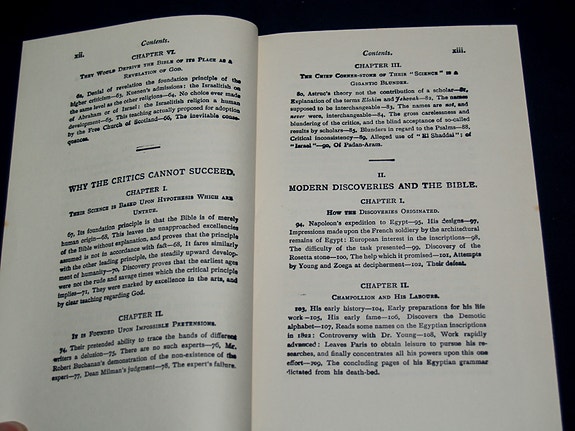 xii.
Contents.
CHAPTER VI.
They Would Deprive the Bible of its Place as a
Revelation of God.
62, Denial of revelation the foundation principle of the
higher criticism—63, Kuenen's admissions: the Israelitish on
the same level as the other religions—64, No choice ever made
of Abraham or of Israel: the Israelitish religion a human
development—65, This teaching actually proposed for adoption
by the Free Church of Scotland—66, The inevitable conse-
quences.
WHY THE CRITICS CANNOT SUCCEED.
CHAPTER I.
Their Science is Based Upon Hypothesis Which are
Untrue.
67, Its foundation principle is that the Bible is of merely
human origin—68, This leaves the unapproached excellence
of the Bible without explanation, and proves that the principle
assumed is not in accordance with fact—68, It fares similarly
with the other leading principle, the steadily upward develop-
ment of humanity—70, Discovery proves that the earliest ages
were not the rude and savage times which the critical principle
implies—71, They were marked by excellence in the arts, and
by clear teaching regarding God.
CHAPTER II.
It is Founded Upon Impossible Pretensions.
74, Their pretended ability to trace the hands of different
writers a delusion—75, There are no such experts—76, Mr.
Robert Buchanan's demonstration of the non-existence of the
expert—77, Dean Milman's judgment—78, The expert's failure.
Contents.
xiii.
CHAPTER III.
The Chief Corner-stone of Their "Science" is a
Gigantic Blunder.
80, Astruc's theory not the contribution of a scholar—81,
Explanation of the terms Elohim and Jehovah—82, The names
supposed to be interchangeable—83, The names are not, and
never were, interchangeable—84, The gross carelessness and
blundering of the critics, and the blind acceptance of so-called
results by scholars—85, Blunders in regard to the Psalms—88,
Critical inconsistency—89, Alleged use of "El Shaddai"; of
"Israel"—90, Of Padan-Aram.
II.
MODERN DISCOVERIES AND THE BIBLE.
CHAPTER I.
How the Discoveries Originated.
94, Napoleon's expedition to Egypt—95, His designs—97,
Impressions made upon the French soldiery by the architectural
remains of Egypt: European interest in the inscriptions—98,
The difficulty of the task presented—99, Discovery of the
Rosetta stone—100, The help which it promised—101, Attempts
by Young and Zoega at decipherment—102, Their defeat.
CHAPTER II.
Champollion and His Labours.
103, His early history—104, Early preparations for his life
work—105, His early fame—106, Discovers the Demotic
alphabet—107, Reads some names on the Egyptian inscriptions
in 1822: Controversy with Dr. Young—108, Work rapidly
advanced: Leaves Paris to obtain leisure to pursue his re-
searches, and finally concentrates all his powers upon this one
effort—109, The concluding pages of his Egyptian grammar
dictated from his death-bed.